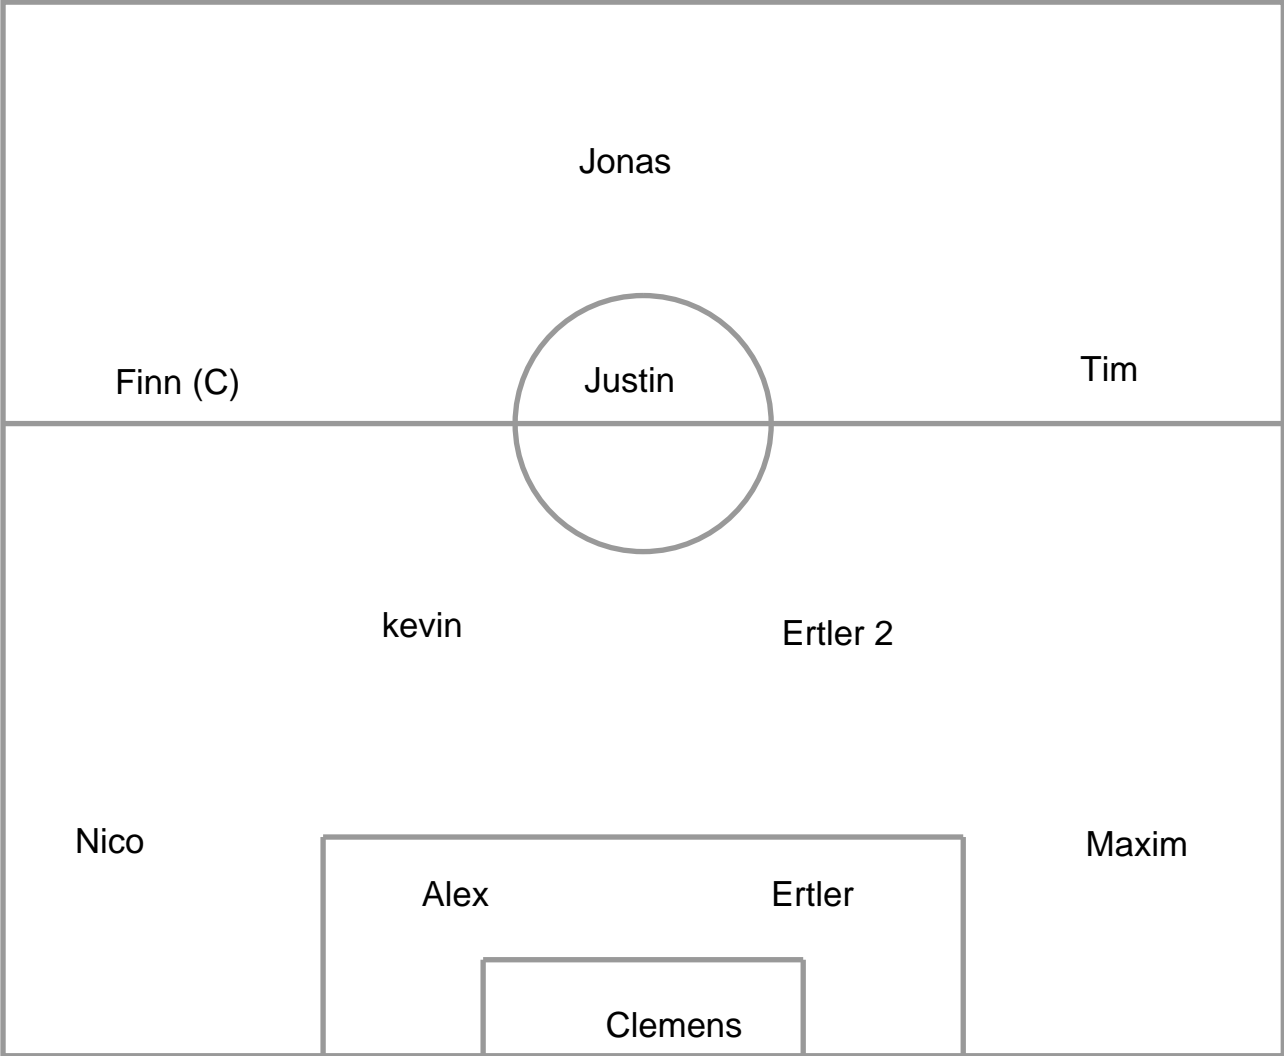 Jonas
Finn (C)
Justin
Tim
kevin
Ertler 2
Nico
Maxim
Alex
Ertler
Clemens